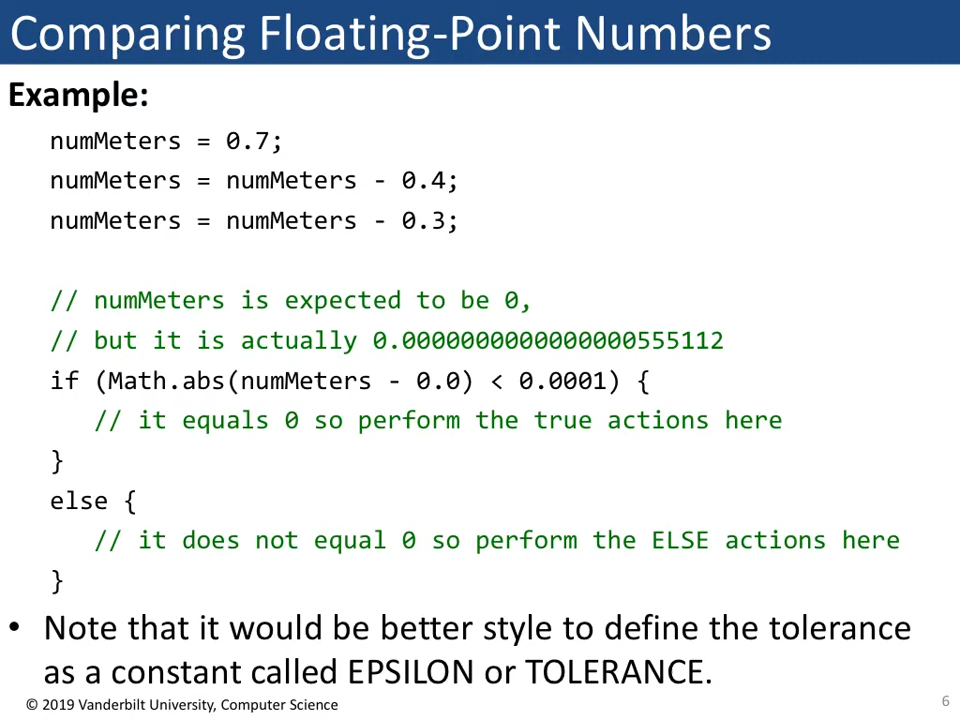 Comparing Floating-Point Numbers
Example:
numMeters = 0.7;
numMeters = numMeters - 0.4;
numMeters = numMeters - 0.3;
// numMeters is expected to be 0,
// but it is actually 0.0000000000000000555112
if (Math.abs(numMeters - 0.0) < 0.0001) {
// it equals 0 so perform the true actions here
}
else {
// it does not equal 0 so perform the ELSE actions here
}
• Note that it would be better style to define the tolerance
as a constant called EPSILON or TOLERANCE.
© 2019 Vanderbilt University, Computer Science
6